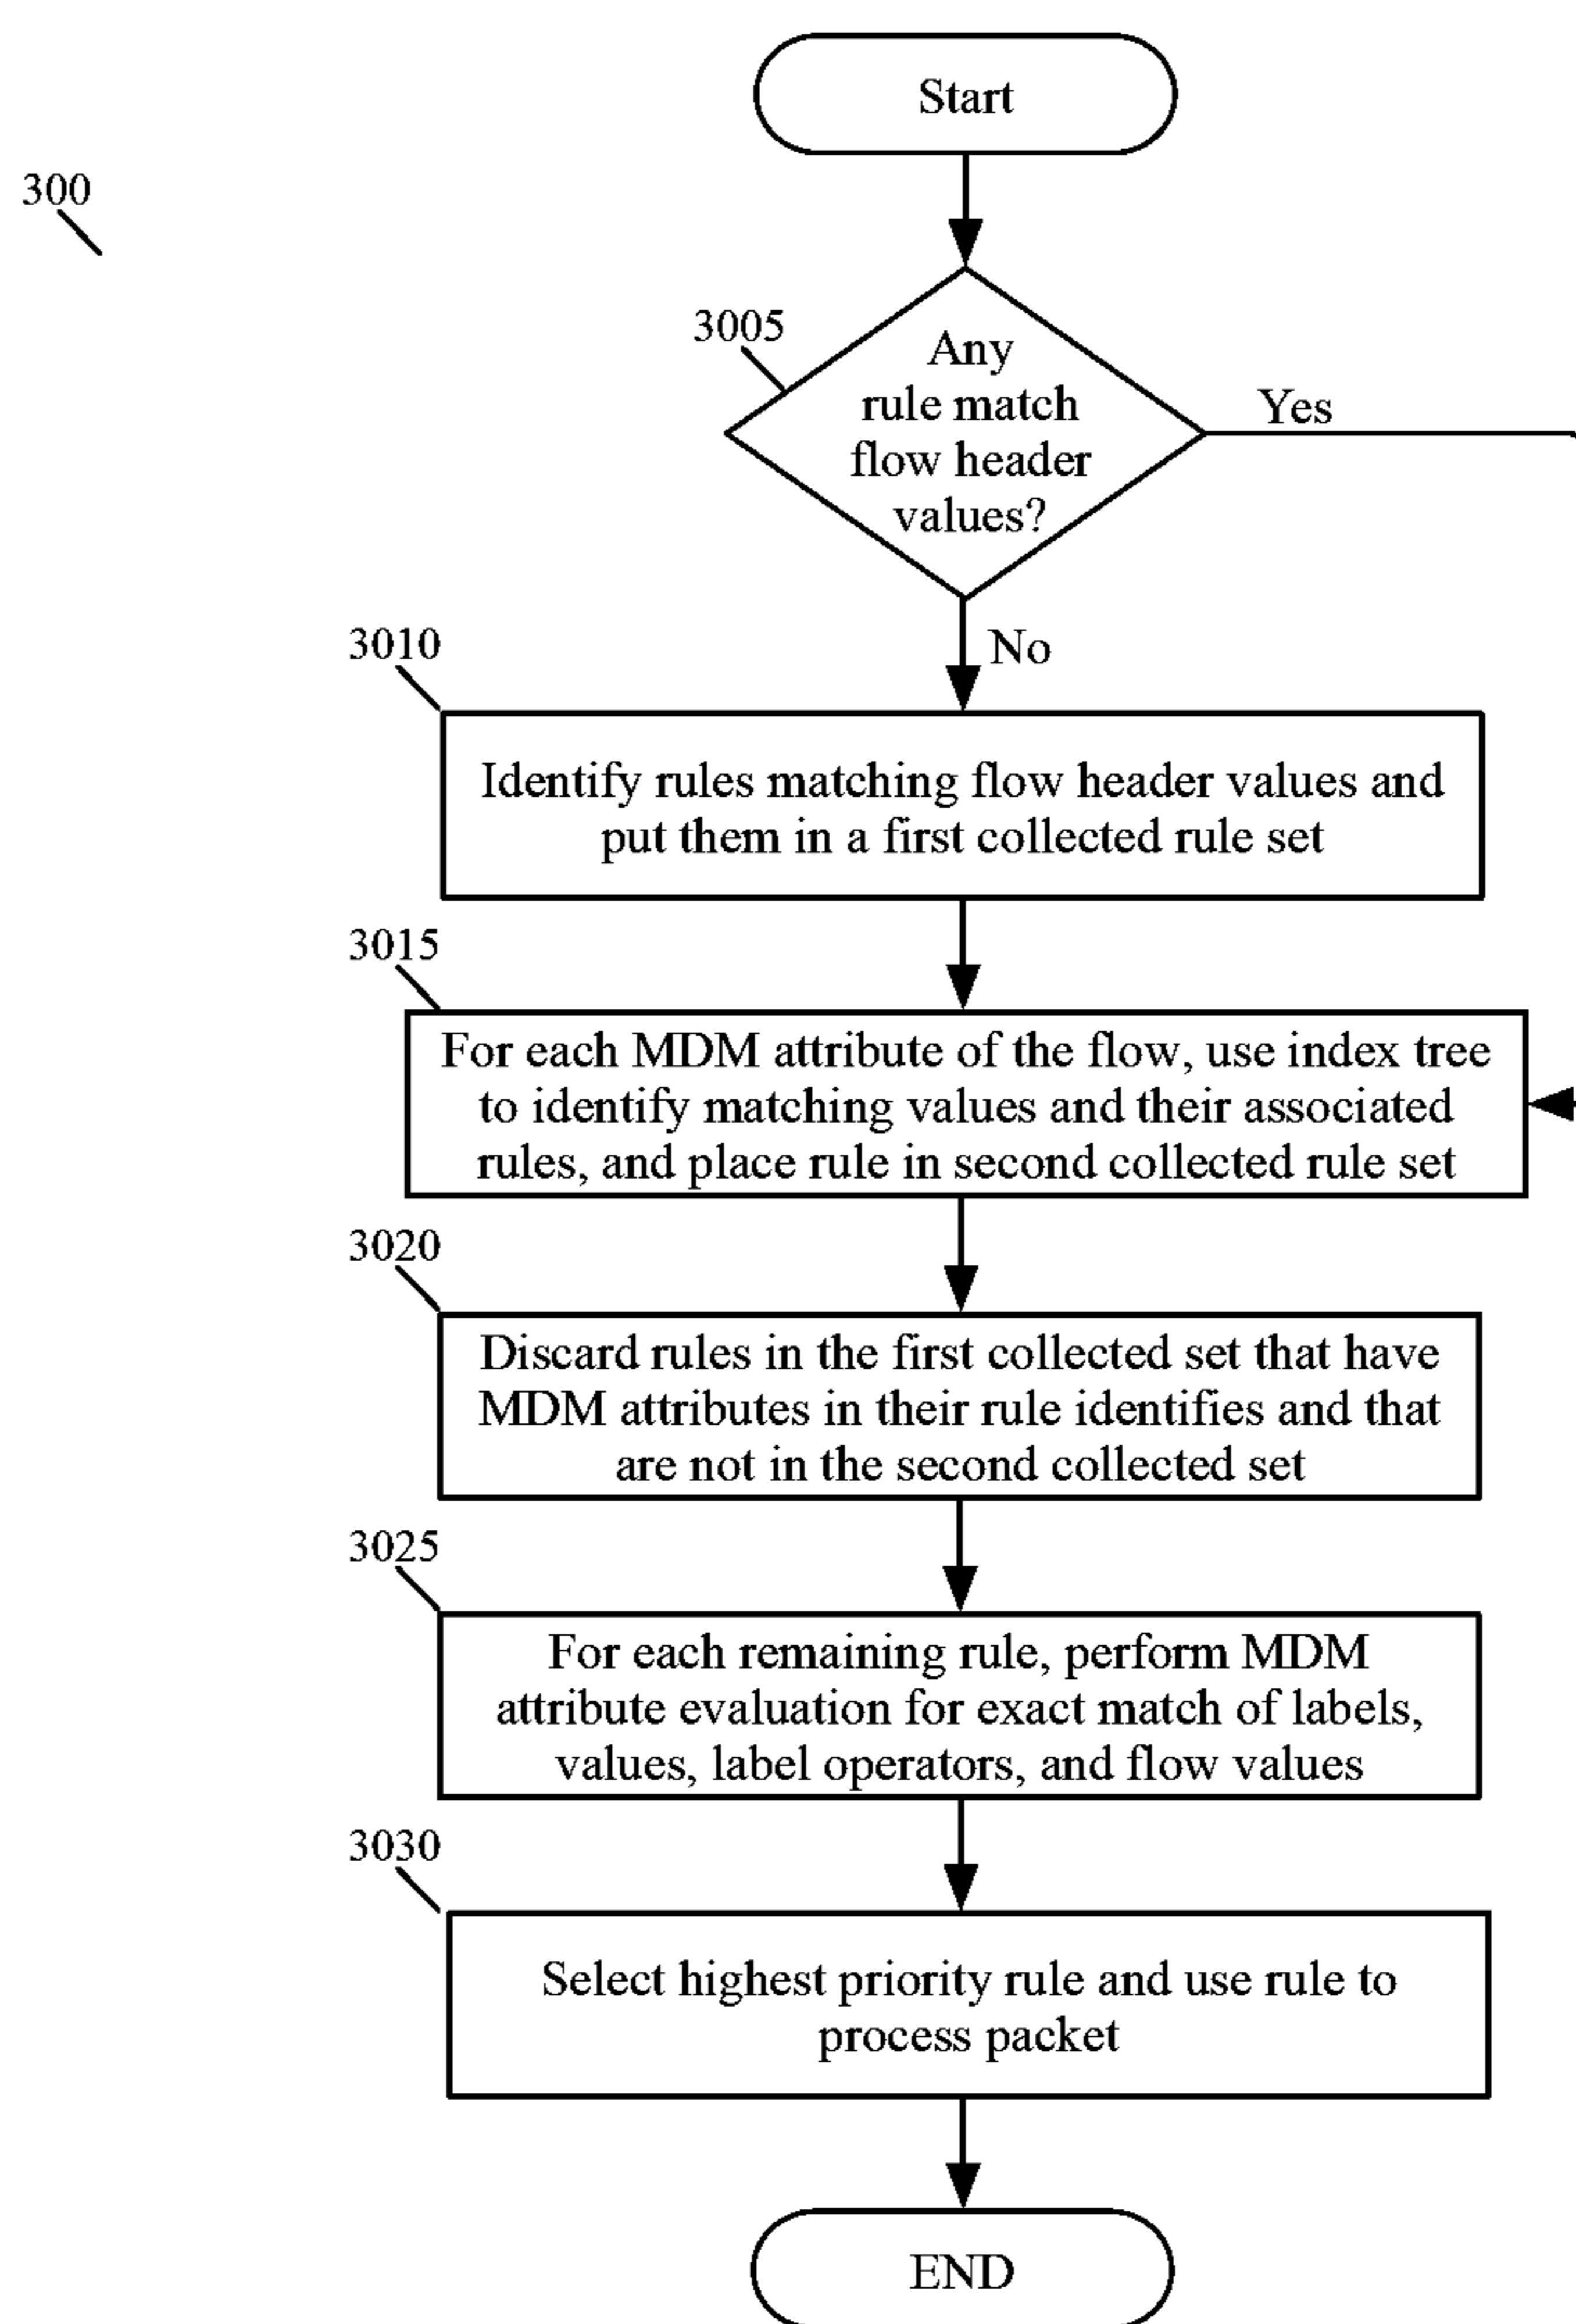 Start
300
3005
Any
rule match
flow header
values?
Yes
No
3010
Identify rules matching flow header values and
put them in a first collected rule set
3015
For each MDM attribute of the flow, use index tree
to identify matching values and their associated
rules, and place rule in second collected rule set
3020
Discard rules in the first collected set that have
MDM attributes in their rule identifies and that
are not in the second collected set
3025
For each remaining rule, perform MDM
attribute evaluation for exact match of labels,
values, label operators, and flow values
3030
Select highest priority rule and use rule to
process packet
END